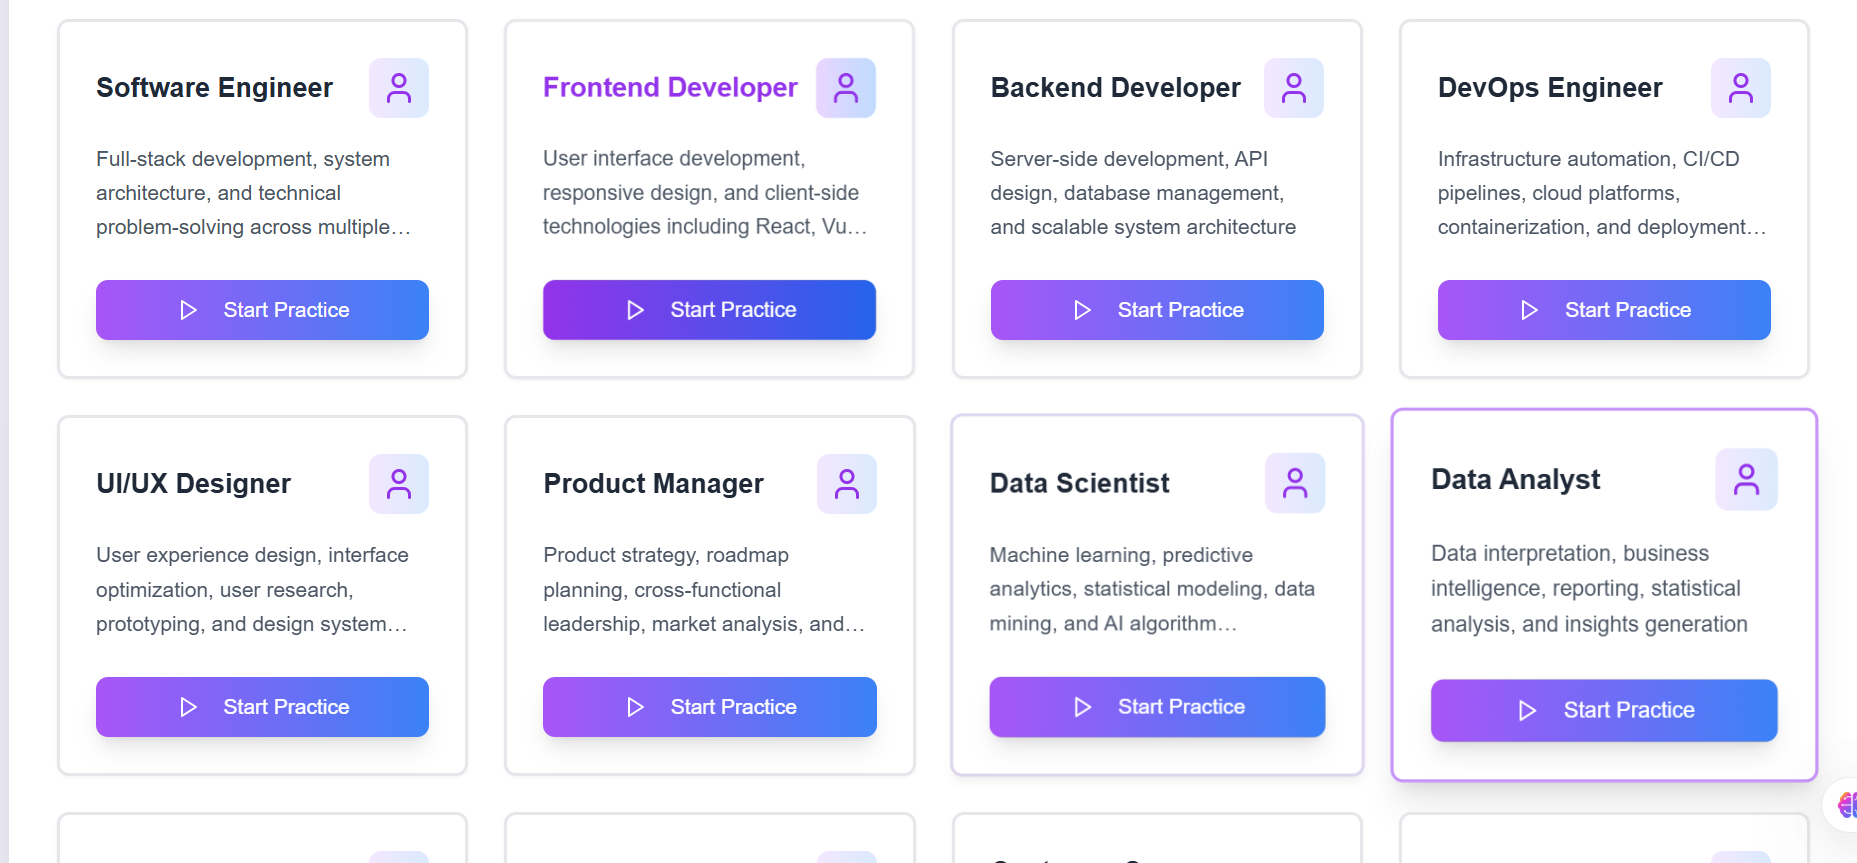 Software Engineer
Full-stack development, system
architecture, and technical
problem-solving across multiple…
Start Practice
Frontend Developer
User interface development,
responsive design, and client-side
technologies including React, Vu…
Start Practice
Backend Developer
Server-side development, API
design, database management,
and scalable system architecture
Start Practice
DevOps Engineer
Infrastructure automation, CI/CD
pipelines, cloud platforms,
containerization, and deployment…
Start Practice
UI/UX Designer
User experience design, interface
optimization, user research,
prototyping, and design system…
Start Practice
Product Manager
Product strategy, roadmap
planning, cross-functional
leadership, market analysis, and…
Start Practice
Data Scientist
Machine learning, predictive
analytics, statistical modeling, data
mining, and AI algorithm…
Start Practice
Data Analyst
Data interpretation, business
intelligence, reporting, statistical
analysis, and insights generation
Start Practice